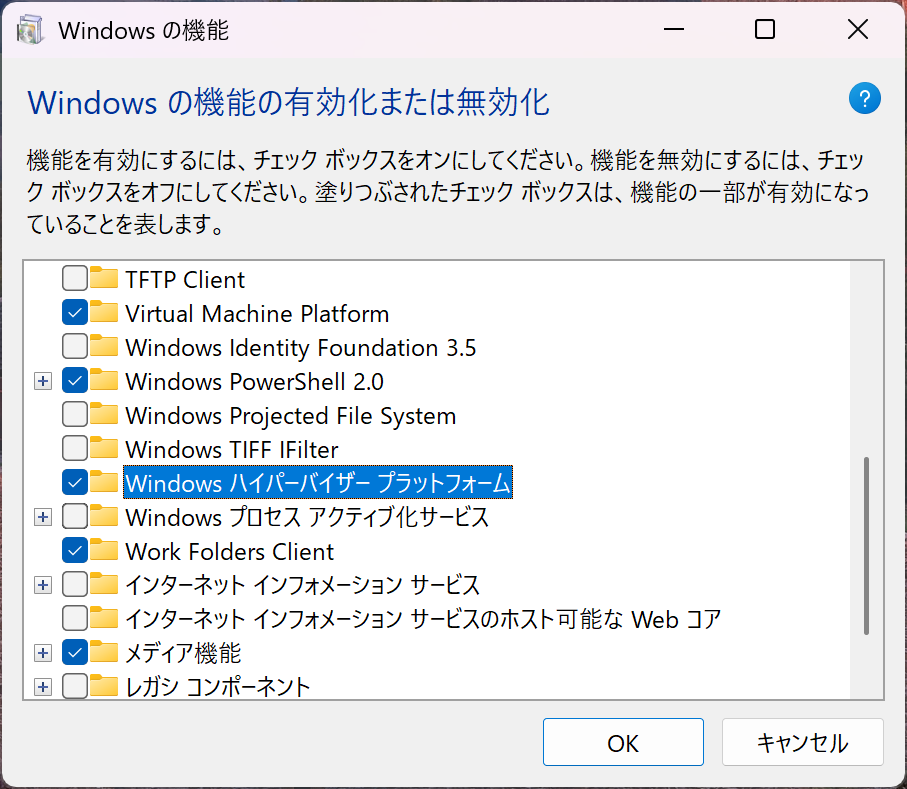 Windows の機能
Windows の機能の有効化または無効化
?
機能を有効にするには、チェック ボックスをオンにしてください。機能を無効にするには、チェッ
ク ボックスをオフにしてください。塗りつぶされたチェック ボックスは、機能の一部が有効になっ
ていることを表します。
TFTP Client
Virtual Machine Platform
Windows Identity Foundation 3.5
Windows PowerShell 2.0
Windows Projected File System
Windows TIFF IFilter
Windows ハイパーバイザー プラットフォーム
Windows プロセス アクティブ化サービス
Work Folders Client
インターネット インフォメーション サービス
インターネット インフォメーション サービスのホスト可能な Web コア
メディア機能
レガシ コンポーネント
OK
キャンセル